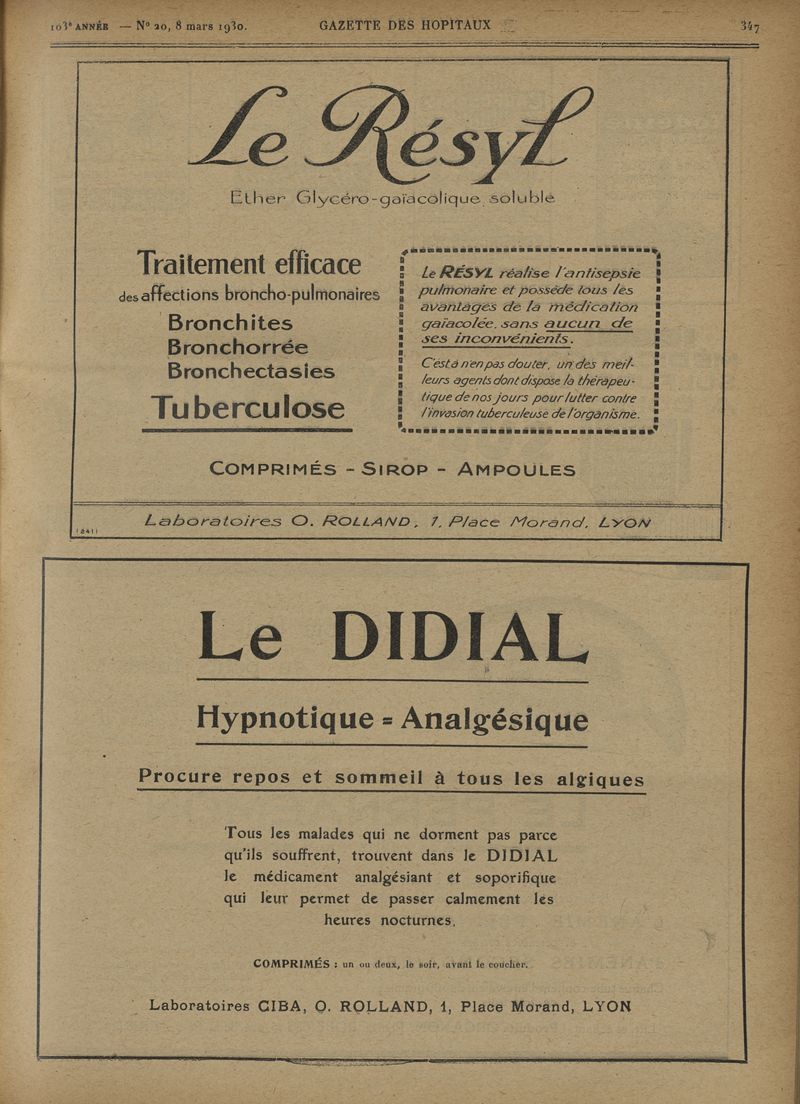 103e ANNÉE — No 20, 8 mars 1930. GAZETTE DES HOPITAUX 347
Le Résyl
Ether Glycéro-gaïacolique soluble
Traitement efficace
des affections broncho-pulmonaires
Bronchites
Bronchorrée
Bronchectasies
Tuberculose
Le RÉSYL réalise l'antisepsie
pulmonaire et possède tous les
avantages de la médication
gaïacolée, sans aucun de
ses inconvénients.
C'est à n'en pas douter, un des meil-
leurs agents dont dispose la thérapeu-
tique de nos jours pour lutter contre
l'invasion tuberculeuse de l'organisme.
COMPRIMÉS - SIROP - AMPOULES
Laboratoires O. ROLLAND, 1, Place Morand, LYON
Le DIDIAL
Hypnotique = Analgésique
Procure repos et sommeil à tous les algiques
Tous les malades qui ne dorment pas parce
qu'ils souffrent, trouvent dans le DIDIAL
le médicament analgésiant et soporifique
qui leur permet de passer calmement les
heures nocturnes.
COMPRIMÉS : un ou deux, le soir, avant le coucher.
Laboratoires CIBA, O. ROLLAND, 1, Place Morand, LYON